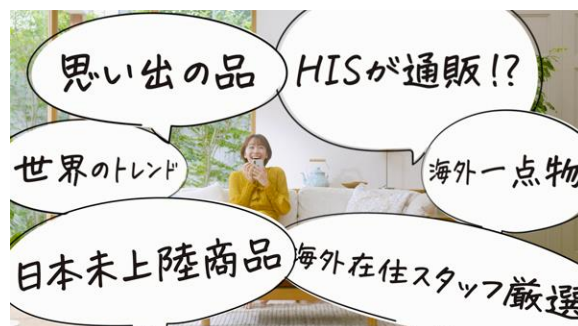 思い出の品
HISが通販!?
世界のトレンド
海外一点物
日本未上陸商品
海外在住スタッフ厳選